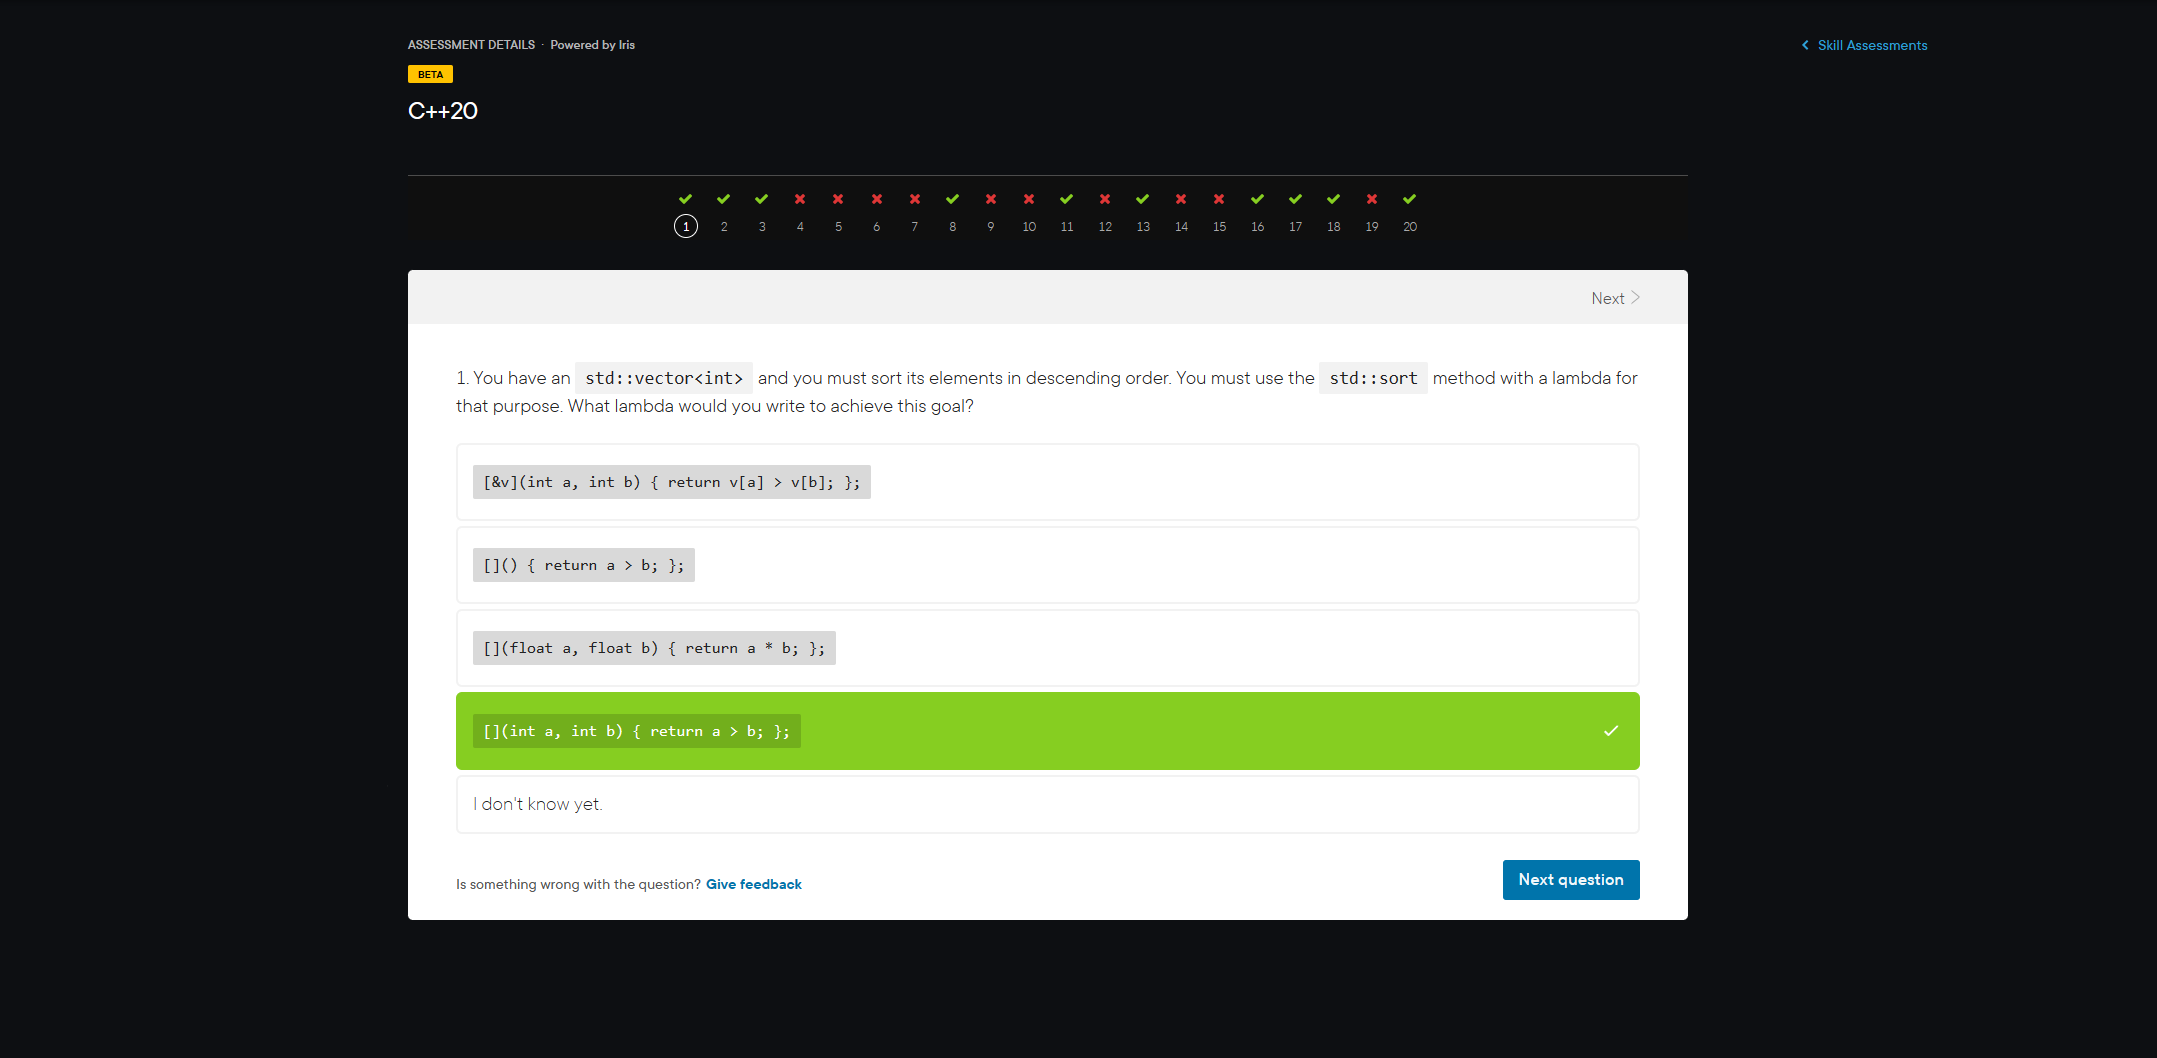 ASSESSMENT DETAILS · Powered by Iris
Skill Assessments
BETA
C++20
1 2 3 4 5 6 7 8 9 10 11 12 13 14 15 16 17 18 19 20
Next
1. You have an std::vector<int> and you must sort its elements in descending order. You must use the std::sort method with a lambda for
that purpose. What lambda would you write to achieve this goal?
[&v](int a, int b) { return v[a] > v[b]; };
[]() { return a > b; };
[](float a, float b) { return a * b; };
[](int a, int b) { return a > b; };
I don't know yet.
Is something wrong with the question? Give feedback
Next question